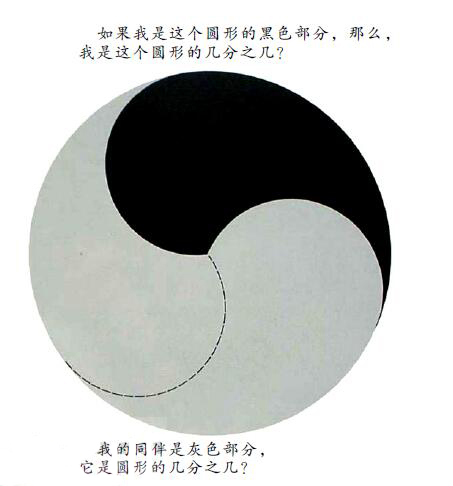 如果我是这个圆形的黑色部分，那么，
我是这个圆形的几分之几？
我的同伴是灰色部分，
它是圆形的几分之几？